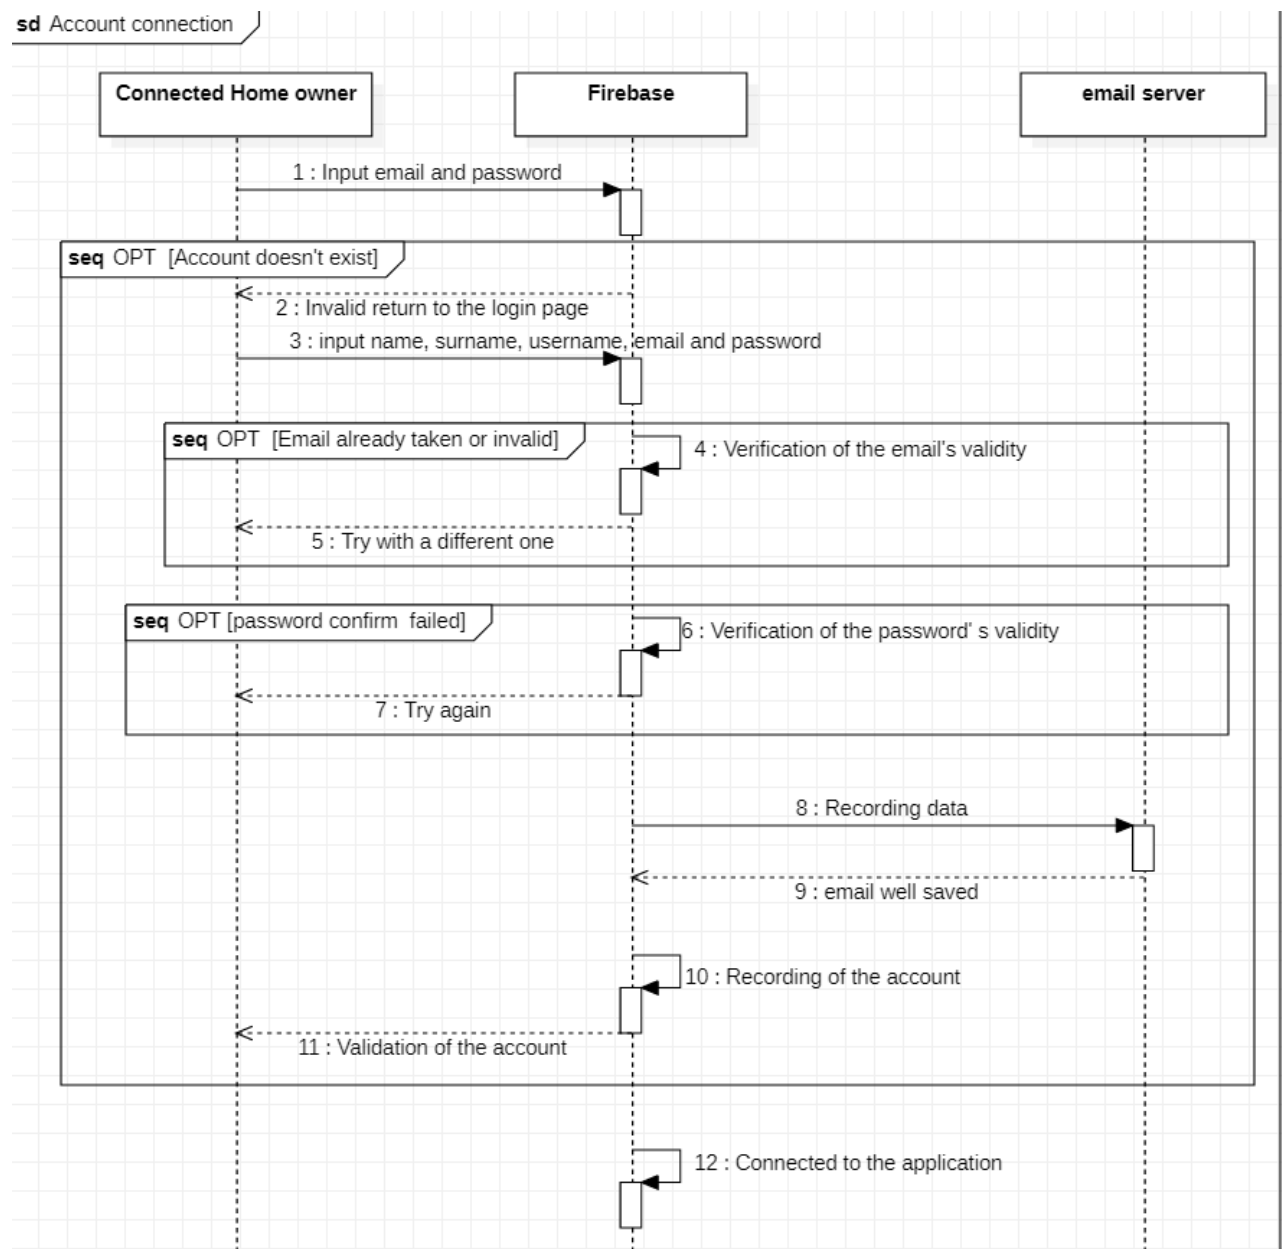 sd Account connection
Connected Home owner
Firebase
email server
1 : Input email and password
seq OPT [Account doesn't exist]
2 : Invalid return to the login page
3 : input name, surname, username, email and password
seq OPT [Email already taken or invalid]
4 : Verification of the email's validity
5 : Try with a different one
seq OPT [password confirm failed]
6 : Verification of the password' s validity
7 : Try again
8 : Recording data
9 : email well saved
10 : Recording of the account
11 : Validation of the account
12 : Connected to the application